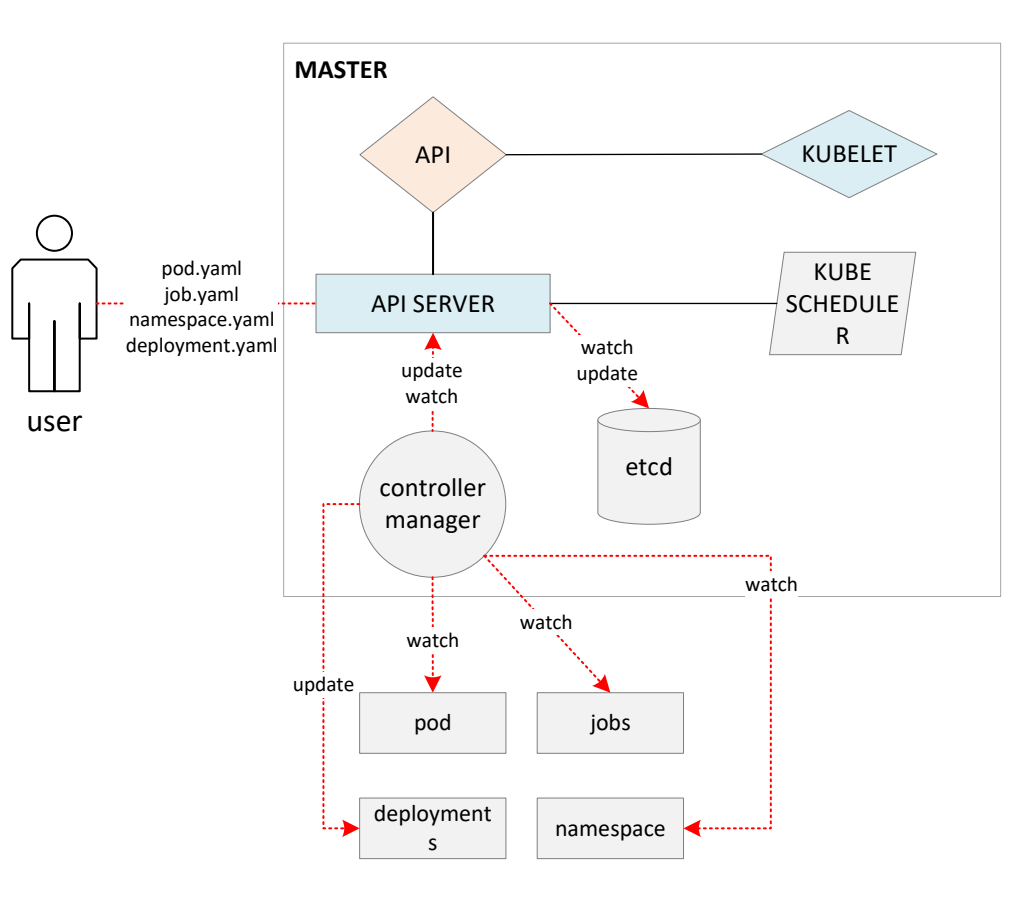 MASTER
API
KUBELET
pod.yaml
job.yaml
namespace.yaml
deployment.yaml
user
API SERVER
KUBE
SCHEDULE
R
update
watch
watch
update
etcd
controller
manager
watch
watch
watch
update
pod
jobs
deployment
s
namespace